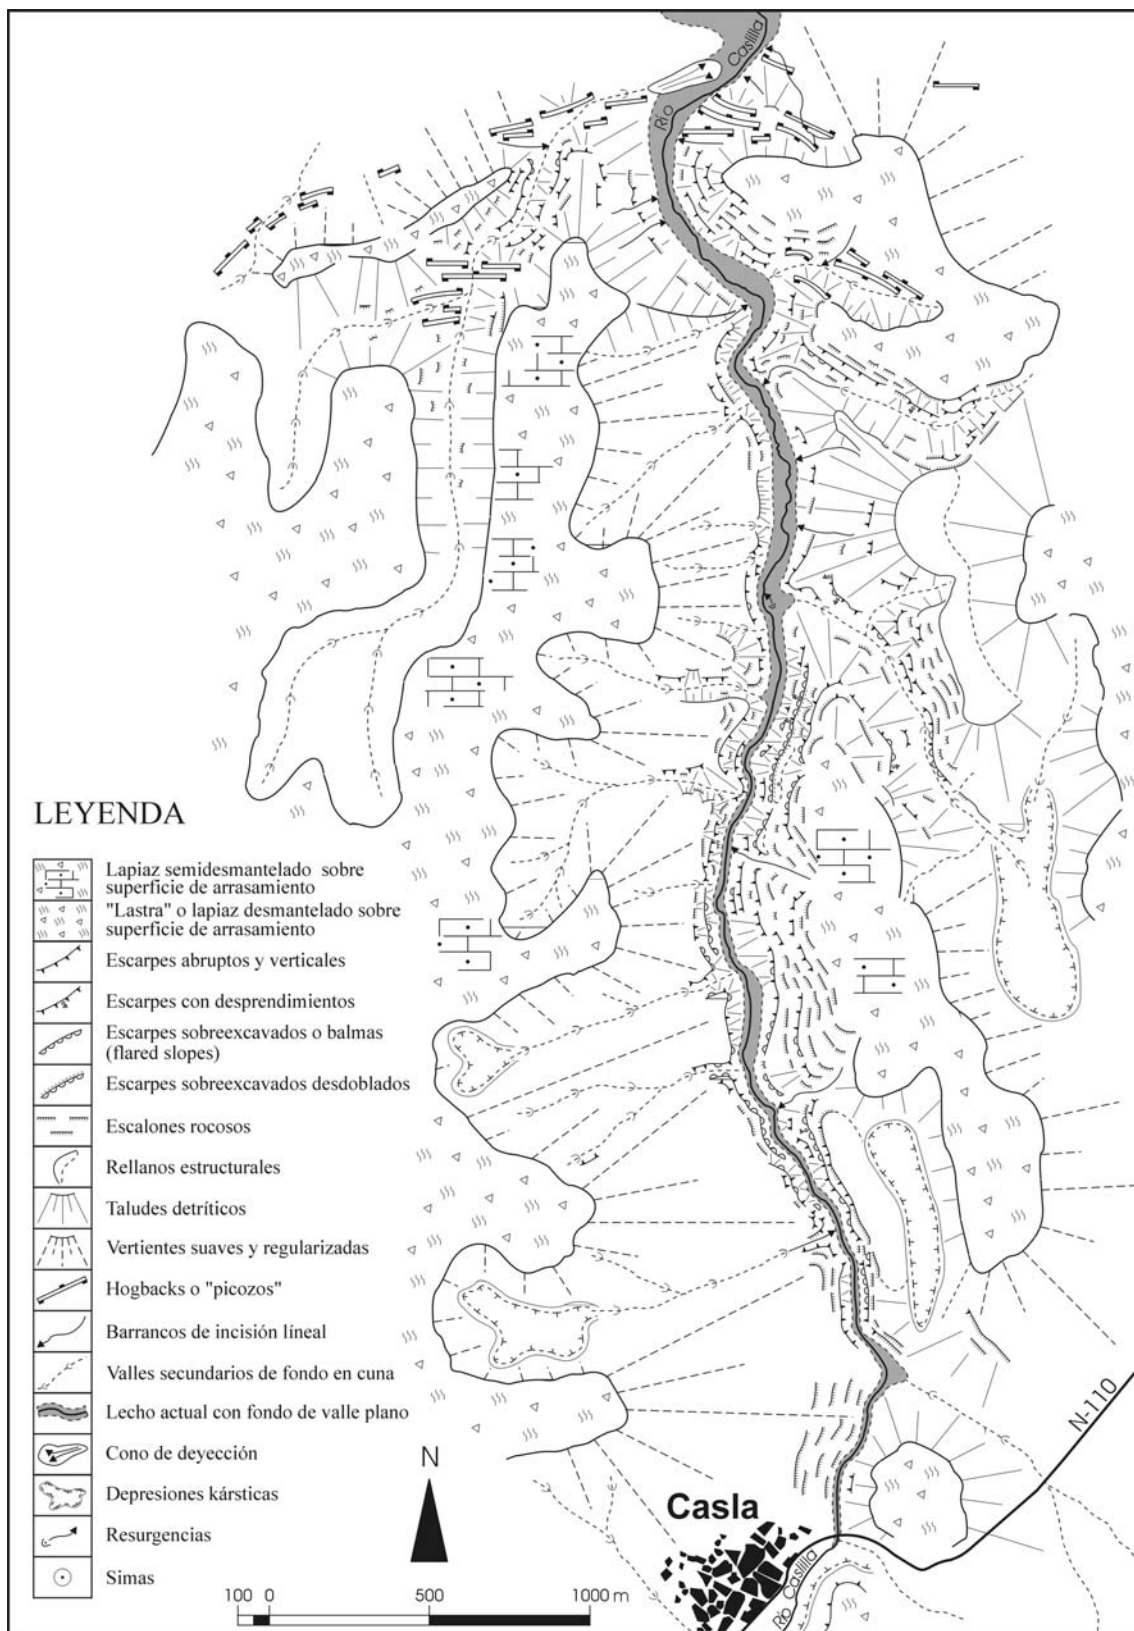 Río Caslilla
LEYENDA
Lapiaz semidesmantelado sobre
superficie de arrasamiento
"Lastra" o lapiaz desmantelado sobre
superficie de arrasamiento
Escarpes abruptos y verticales
Escarpes con desprendimientos
Escarpes sobreexcavados o balmas
(flared slopes)
Escarpes sobreexcavados desdoblados
Escalones rocosos
Rellanos estructurales
Taludes detríticos
Vertientes suaves y regularizadas
Hogbacks o "picozos"
Barrancos de incisión líneal
Valles secundarios de fondo en cuna
Lecho actual con fondo de valle plano
Cono de deyección
Depresiones kársticas
Resurgencias
Simas
N
100 0 500 1000 m
Casla
Río Caslilla
N-110